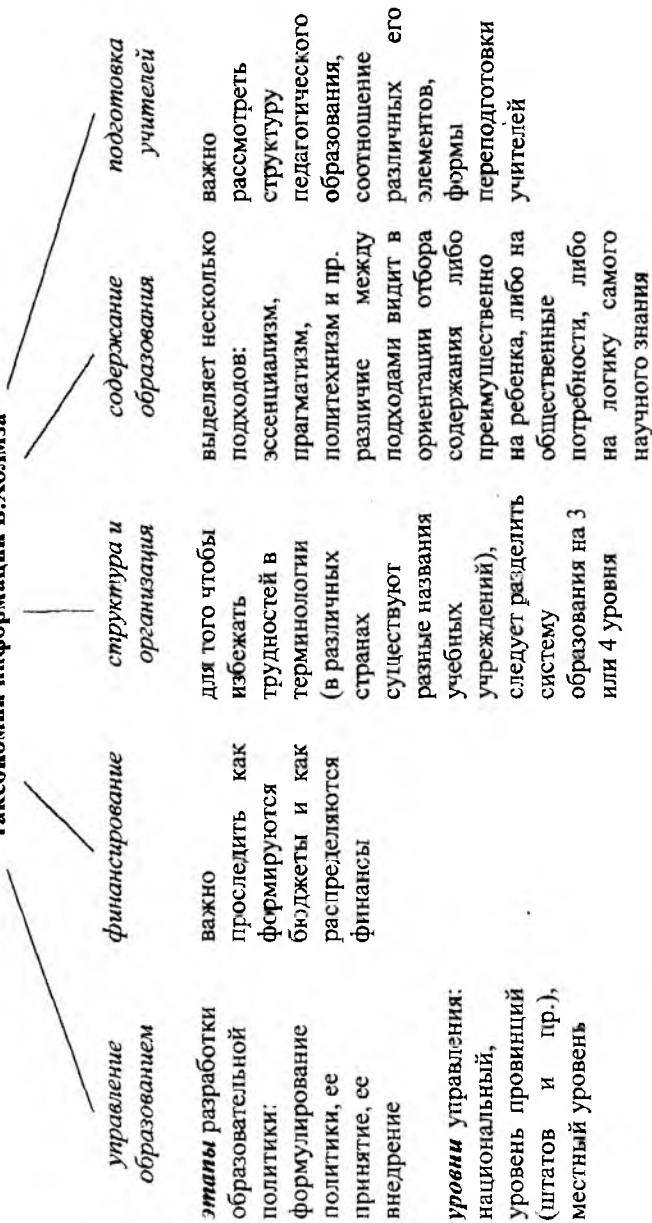 таксономия информации Б.Холмза
управление
образованием
этапы разработки
образовательной
политики:
формулирование
политики, ее
принятие, ее
внедрение
уровни управления:
национальный,
уровень провинций
(штатов и пр.),
местный уровень
финансирование
важно
проследить как
формируются
бюджеты и как
распределяются
финансы
структура и
организация
для того чтобы
избежать
трудностей в
терминологии
(в различных
странах
существуют
разные названия
учебных
учреждений),
следует разделить
систему
образования на 3
или 4 уровня
содержание
образования
выделяет несколько
подходов:
эссенциализм,
прагматизм,
политехнизм и пр.
различие между
подходами видит в
ориентации отбора
содержания либо
преимущественно
на ребенка, либо на
общественные
потребности, либо
на логику самого
научного знания
подготовка
учителей
важно
рассмотреть
структуру
педагогического
образования,
соотношение
различных его
элементов,
формы
переподготовки
учителей